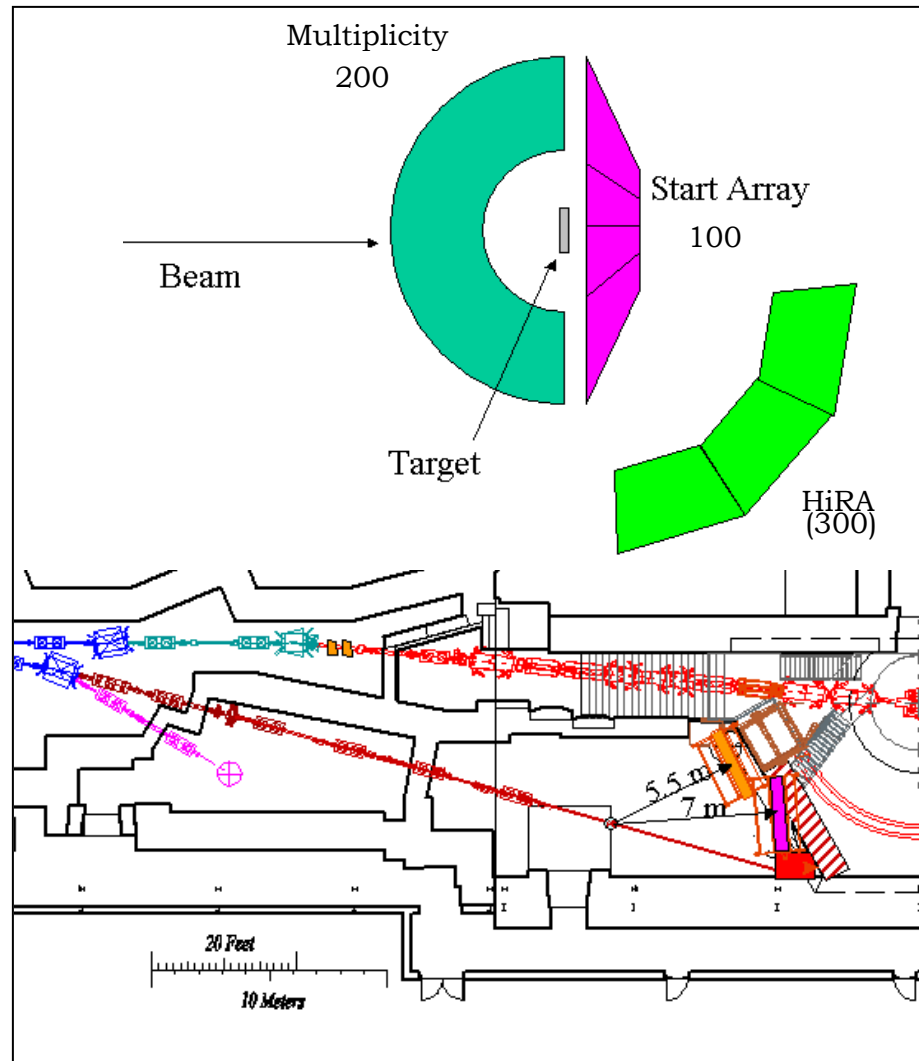 Multiplicity
200
Start Array
100
Beam
Target
HiRA
(300)
5.5 m
7 m
20 Feet
10 Meters